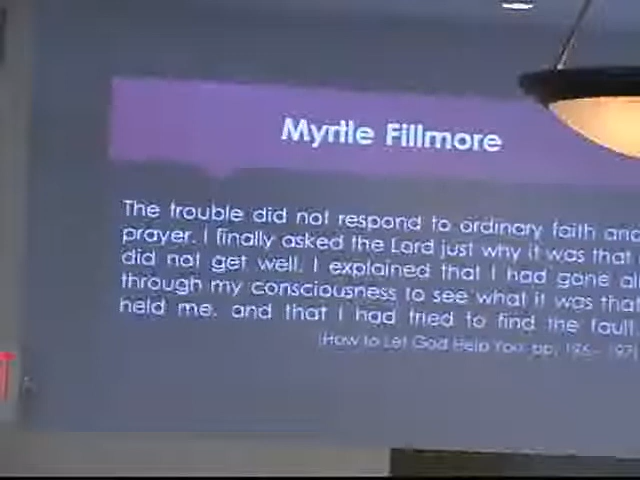 Myrtle Fillmore
The trouble did not respond to ordinary faith and
prayer. I finally asked the Lord just why it was that
did not get well. I explained that I had gone
through my consciousness to see what it was that
held me, and that I had tried to find the fault.
(How to Let God Help You, pp. 196 - 197)